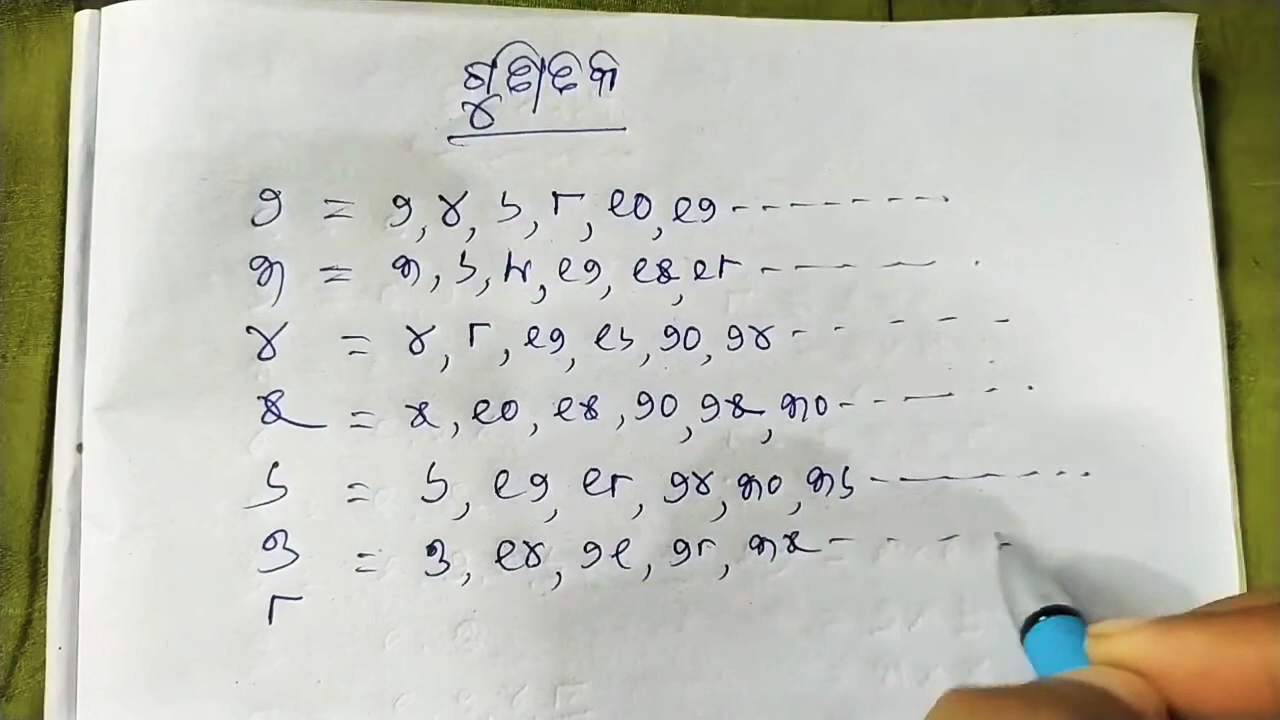 ଗୁଣିତକ
୨ = ୨, ୪, ୬, ୮, ୧୦, ୧୨ --------
୩ = ୩, ୬, ୯, ୧୨, ୧୫, ୧୮ ------
୪ = ୪, ୮, ୧୨, ୧୬, ୨୦, ୨୪ ------
୫ = ୫, ୧୦, ୧୫, ୨୦, ୨୫, ୩୦ ------
୬ = ୬, ୧୨, ୧୮, ୨୪, ୩୦, ୩୬ --------
୭ = ୭, ୧୪, ୨୧, ୨୮, ୩୫ -----
୮